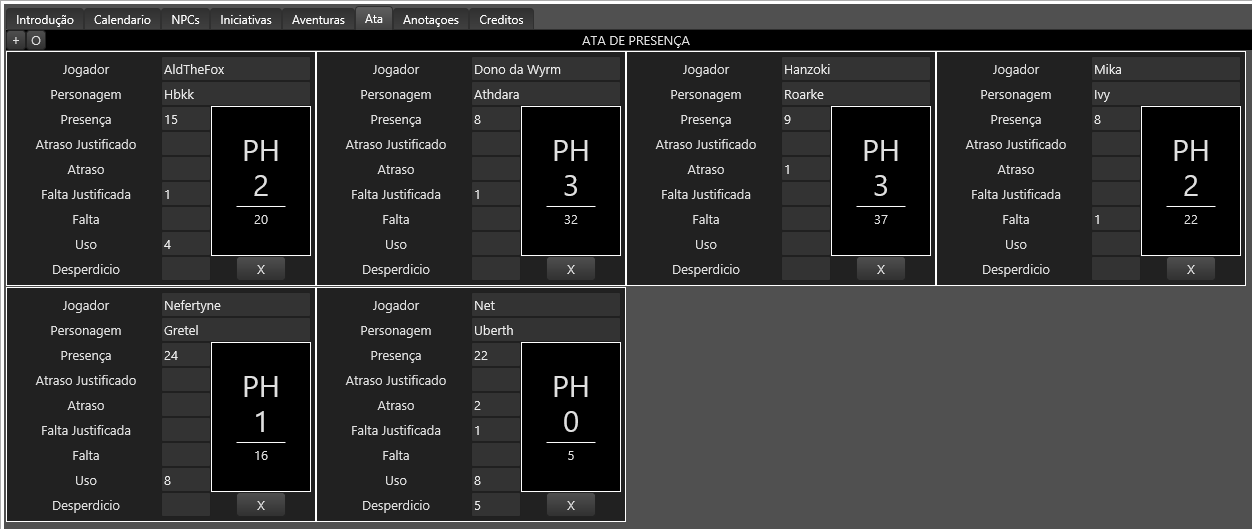 Introdução Calendario NPCs Iniciativas Aventuras Ata Anotaçoes Creditos
+ O ATA DE PRESENÇA
Jogador AldTheFox
Personagem Hbkk
Presença 15
Atraso Justificado
Atraso
Falta Justificada 1
Falta
Uso 4
Desperdicio
PH
2
20
X
Jogador Dono da Wyrm
Personagem Athdara
Presença 8
Atraso Justificado
Atraso
Falta Justificada 1
Falta
Uso
Desperdicio
PH
3
32
X
Jogador Hanzoki
Personagem Roarke
Presença 9
Atraso Justificado
Atraso 1
Falta Justificada
Falta
Uso
Desperdicio
PH
3
37
X
Jogador Mika
Personagem Ivy
Presença 8
Atraso Justificado
Atraso
Falta Justificada
Falta 1
Uso
Desperdicio
PH
2
22
X
Jogador Nefertyne
Personagem Gretel
Presença 24
Atraso Justificado
Atraso
Falta Justificada
Falta
Uso 8
Desperdicio
PH
1
16
X
Jogador Net
Personagem Uberth
Presença 22
Atraso Justificado
Atraso 2
Falta Justificada 1
Falta
Uso 8
Desperdicio 5
PH
0
5
X